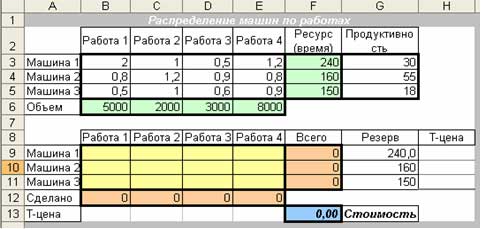 A B C D E F G H
1 Распределение машин по работах
2 Работа 1 Работа 2 Работа 3 Работа 4 Ресурс (время) Продуктивно
сть
3 Машина 1 2 1 0,5 1,2 240 30
4 Машина 2 0,8 1,2 0,9 0,8 160 55
5 Машина 3 0,5 1 0,6 0,9 150 18
6 Объем 5000 2000 3000 8000
7
8 Работа 1 Работа 2 Работа 3 Работа 4 Всего Резерв Т-цена
9 Машина 1 0 240,0
10 Машина 2 0 160
11 Машина 3 0 150
12 Сделано 0 0 0 0
13 Т-цена 0,00 Стоимость